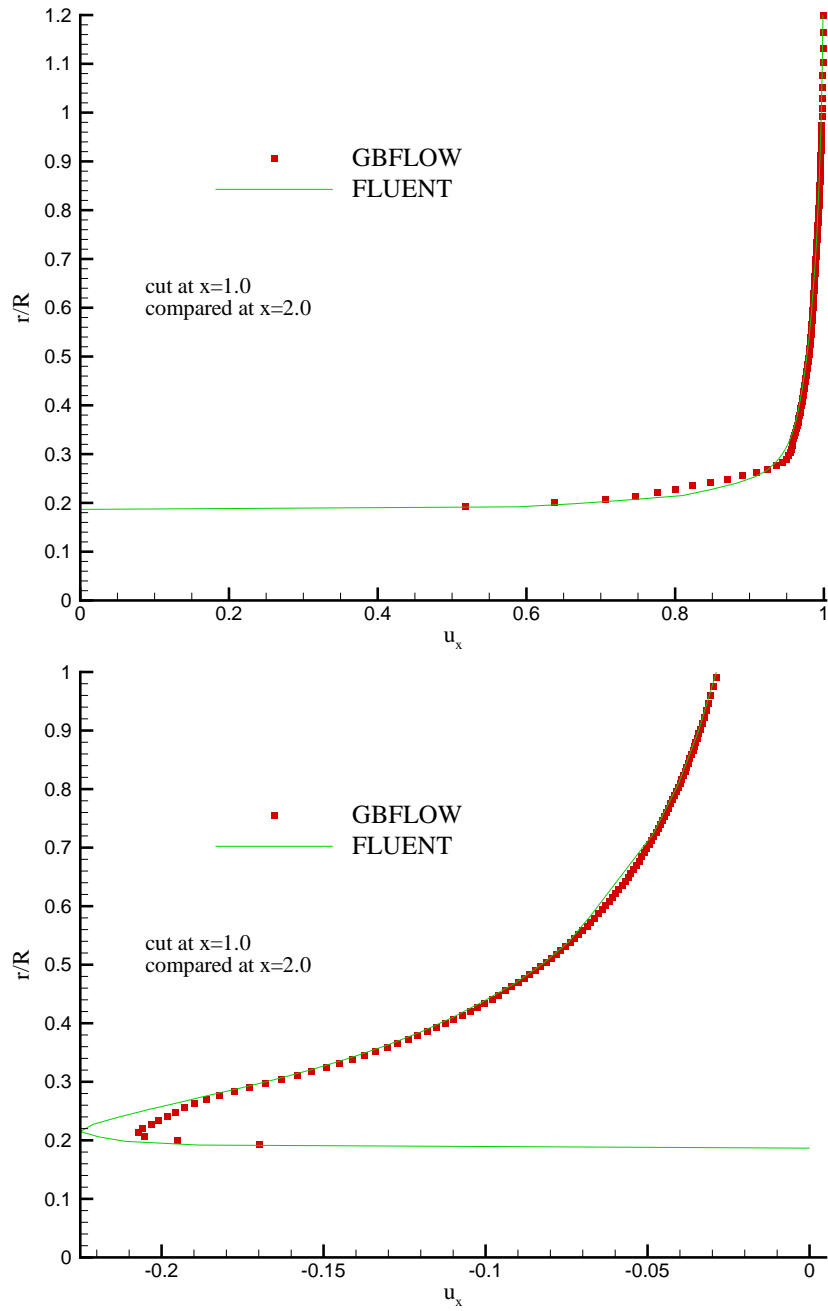 1.2
1.1
1
0.9
0.8
0.7
0.6
0.5
0.4
0.3
0.2
0.1
0
r/R
GBFLOW
FLUENT
cut at x=1.0
compared at x=2.0
0 0.2 0.4 0.6 0.8 1
u_x
1
0.9
0.8
0.7
0.6
0.5
0.4
0.3
0.2
0.1
0
r/R
GBFLOW
FLUENT
cut at x=1.0
compared at x=2.0
-0.2 -0.15 -0.1 -0.05 0
u_x